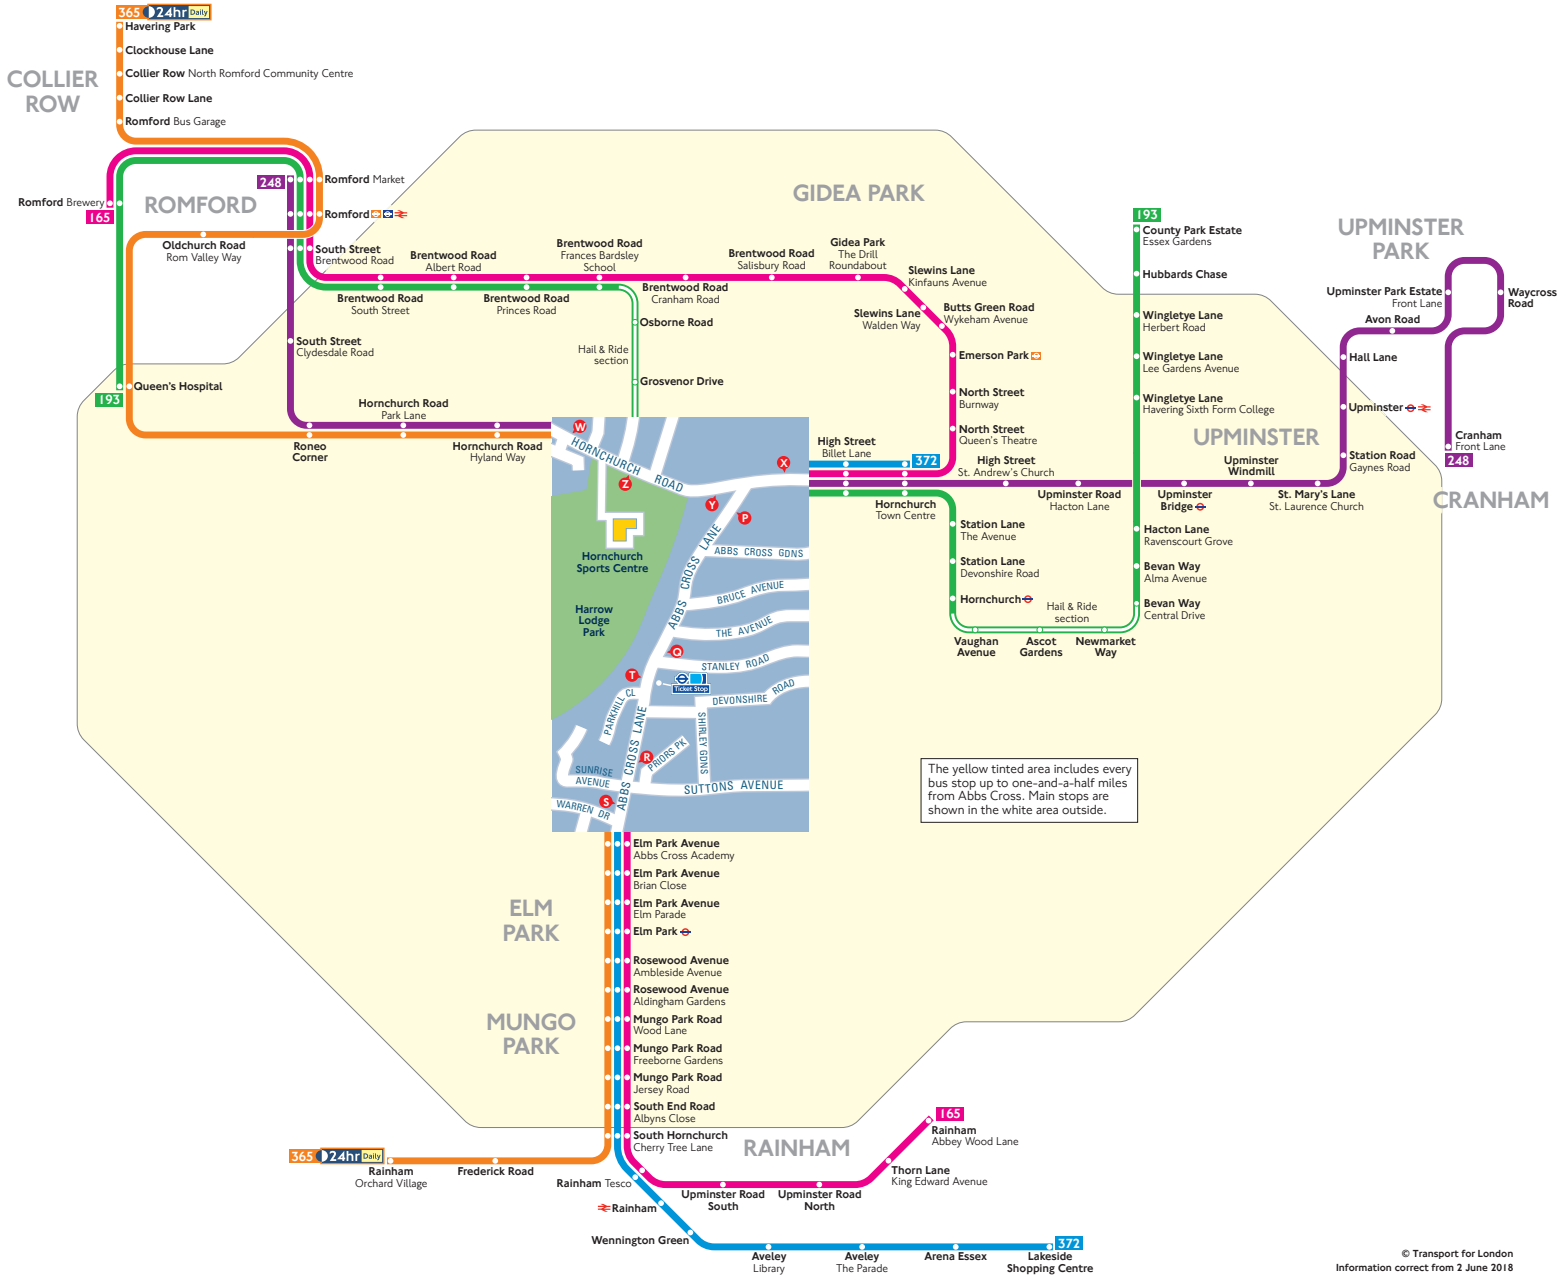 365 24hr Daily
Havering Park
Clockhouse Lane
Collier Row North Romford Community Centre
Collier Row Lane
Romford Bus Garage
COLLIER
ROW
Romford Market
248
Romford Brewery
165
ROMFORD
Romford
Oldchurch Road
Rom Valley Way
South Street
Brentwood Road
Brentwood Road
Albert Road
Brentwood Road
Frances Bardsley
School
Brentwood Road
Salisbury Road
Gidea Park
The Drill
Roundabout
GIDEA PARK
Brentwood Road
South Street
Brentwood Road
Princes Road
Brentwood Road
Cranham Road
Slewins Lane
Kinfauns Avenue
Slewins Lane
Walden Way
Butts Green Road
Wykeham Avenue
Osborne Road
Hail & Ride
section
Grosvenor Drive
Emerson Park
North Street
Burnway
North Street
Queen's Theatre
South Street
Clydesdale Road
Queen's Hospital
193
Hornchurch Road
Park Lane
Roneo
Corner
Hornchurch Road
Hyland Way
193
County Park Estate
Essex Gardens
Hubbards Chase
Wingletye Lane
Herbert Road
Wingletye Lane
Lee Gardens Avenue
Wingletye Lane
Havering Sixth Form College
UPMINSTER
PARK
Upminster Park Estate
Front Lane
Waycross
Road
Avon Road
Hall Lane
Upminster
Station Road
Gaynes Road
Cranham
Front Lane
248
CRANHAM
UPMINSTER
High Street
Billet Lane
372
High Street
St. Andrew's Church
Hornchurch
Town Centre
Upminster Road
Hacton Lane
Upminster
Bridge
Upminster
Windmill
St. Mary's Lane
St. Laurence Church
Station Lane
The Avenue
Station Lane
Devonshire Road
Hornchurch
Vaughan
Avenue
Ascot
Gardens
Newmarket
Way
Hail & Ride
section
Hacton Lane
Ravenscourt Grove
Bevan Way
Alma Avenue
Bevan Way
Central Drive
W
HORNCHURCH ROAD
X
Z
Y
P
Hornchurch
Sports Centre
Harrow
Lodge
Park
ABBS CROSS LANE
ABBS CROSS GDNS
BRUCE AVENUE
THE AVENUE
Q
STANLEY ROAD
T
Ticket Stop
PARKHILL CL
DEVONSHIRE ROAD
SHIRLEY GDNS
ABBS CROSS LANE
R
PRIORS PK
SUNRISE
AVENUE
SUTTONS AVENUE
S
WARREN DR
The yellow tinted area includes every
bus stop up to one-and-a-half miles
from Abbs Cross. Main stops are
shown in the white area outside.
Elm Park Avenue
Abbs Cross Academy
Elm Park Avenue
Brian Close
Elm Park Avenue
Elm Parade
Elm Park
ELM
PARK
Rosewood Avenue
Ambleside Avenue
Rosewood Avenue
Aldingham Gardens
MUNGO
PARK
Mungo Park Road
Wood Lane
Mungo Park Road
Freeborne Gardens
Mungo Park Road
Jersey Road
South End Road
Albyns Close
South Hornchurch
Cherry Tree Lane
RAINHAM
165
Rainham
Abbey Wood Lane
Thorn Lane
King Edward Avenue
Upminster Road
South
Upminster Road
North
365 24hr Daily
Rainham
Orchard Village
Frederick Road
Rainham Tesco
Rainham
Wennington Green
Aveley
Library
Aveley
The Parade
Arena Essex
Lakeside
Shopping Centre
372
© Transport for London
Information correct from 2 June 2018